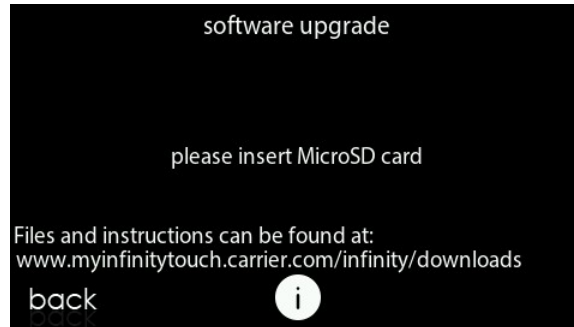 software upgrade
please insert MicroSD card
Files and instructions can be found at:
www.myinfinitytouch.carrier.com/infinity/downloads
back
i